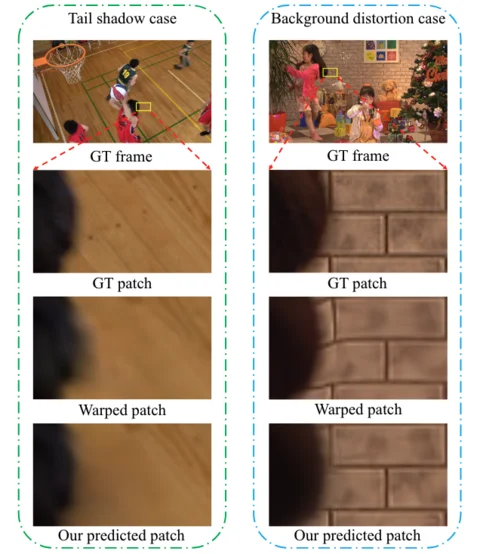 Tail shadow case
GT frame
GT patch
Warped patch
Our predicted patch
Background distortion case
GT frame
GT patch
Warped patch
Our predicted patch